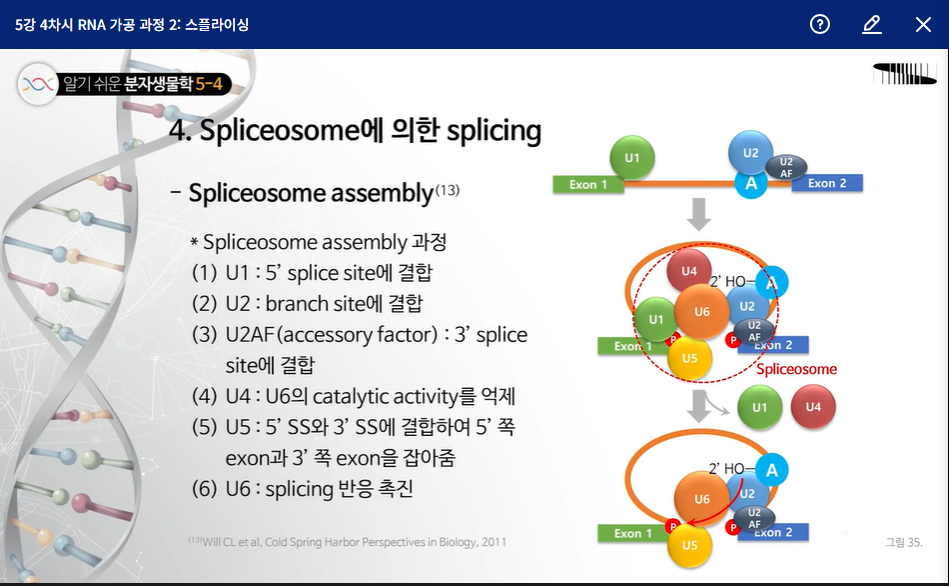 5강 4차시 RNA 가공 과정 2: 스플라이싱
알기 쉬운 분자생물학 5-4
4. Spliceosome에 의한 splicing
– Spliceosome assembly(13)
* Spliceosome assembly 과정
(1) U1 : 5’ splice site에 결합
(2) U2 : branch site에 결합
(3) U2AF(accessory factor) : 3’ splice
site에 결합
(4) U4 : U6의 catalytic activity를 억제
(5) U5 : 5’ SS와 3’ SS에 결합하여 5’ 쪽
exon과 3’ 쪽 exon을 잡아줌
(6) U6 : splicing 반응 촉진
(13)Will CL et al, Cold Spring Harbor Perspectives in Biology, 2011
U1
U2
U2
AF
Exon 1
A
Exon 2
U4
2’ HO
A
U6
U2
U1
U2
AF
P
P
Exon 1
Exon 2
U5
Spliceosome
U1
U4
2’ HO
A
U6
U2
U2
AF
P
P
Exon 1
Exon 2
U5
그림 35.